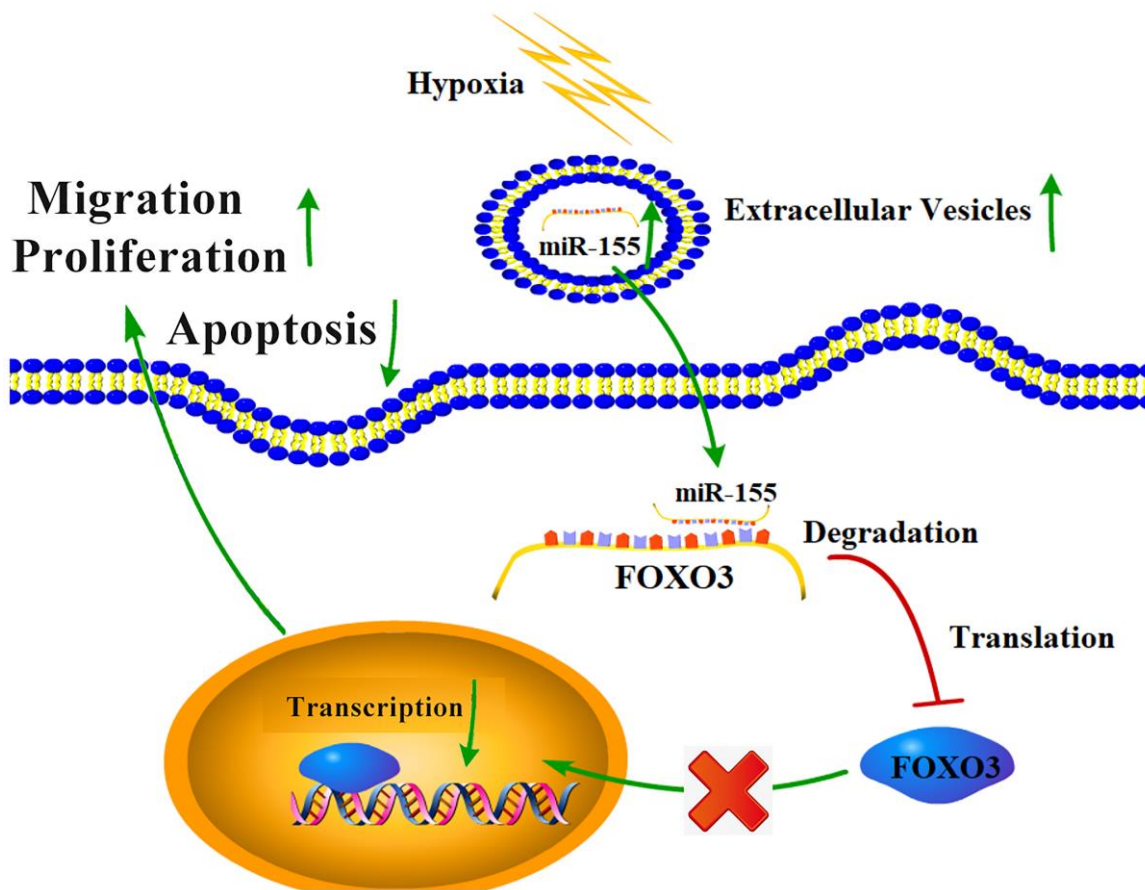 Hypoxia
Migration
Proliferation
Apoptosis
miR-155
Extracellular Vesicles
miR-155
FOXO3
Degradation
Translation
Transcription
FOXO3